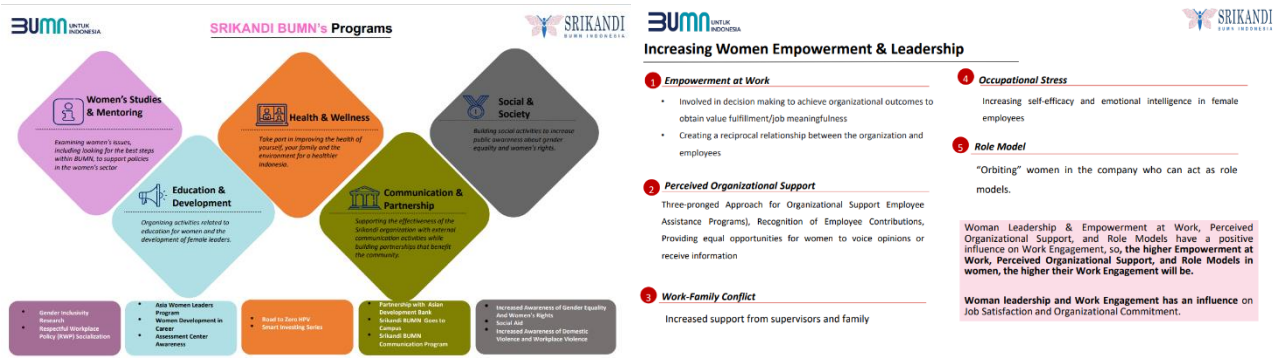 BUMN UNTUK INDONESIA
SRIKANDI BUMN's Programs
SRIKANDI
BUMN INDONESIA
Women's Studies
& Mentoring
Examining women's issues,
including looking for the best steps
within BUMN, to support policies
in the women's sector
Education &
Development
Organizing activities related to
education for women and the
development of female leaders.
Health & Wellness
Take part in improving the health of
yourself, your family and the
environment for a healthier
Indonesia.
Communication &
Partnership
Supporting the effectiveness of the
Srikandi organization with external
communication activities while
building partnerships that benefit
the community.
Social &
Society
Building social activities to increase
public awareness about gender
equality and women's rights.
• Gender Inclusivity
Research
• Respectful Workplace
Policy (RWP) Socialization
• Asia Women Leaders
Program
• Women Development in
Career
• Assessment Center
Awareness
• Road to Zero HPV
• Smart Investing Series
• Partnership with Asian
Development Bank
• Srikandi BUMN Goes to
Campus
• Srikandi BUMN
Communication Program
• Increased Awareness of Gender Equality
And Women's Rights
• Social Aid
• Increased Awareness of Domestic
Violence and Workplace Violence
BUMN UNTUK INDONESIA
SRIKANDI
BUMN INDONESIA
Increasing Women Empowerment & Leadership
1 Empowerment at Work
• Involved in decision making to achieve organizational outcomes to
obtain value fulfillment/job meaningfulness
• Creating a reciprocal relationship between the organization and
employees
2 Perceived Organizational Support
Three-pronged Approach for Organizational Support Employee
Assistance Programs), Recognition of Employee Contributions,
Providing equal opportunities for women to voice opinions or
receive information
3 Work-Family Conflict
Increased support from supervisors and family
4 Occupational Stress
Increasing self-efficacy and emotional intelligence in female
employees
5 Role Model
"Orbiting" women in the company who can act as role
models.
Woman Leadership & Empowerment at Work, Perceived
Organizational Support, and Role Models have a positive
influence on Work Engagement, so, the higher Empowerment at
Work, Perceived Organizational Support, and Role Models in
women, the higher their Work Engagement will be.
Woman leadership and Work Engagement has an influence on
Job Satisfaction and Organizational Commitment.